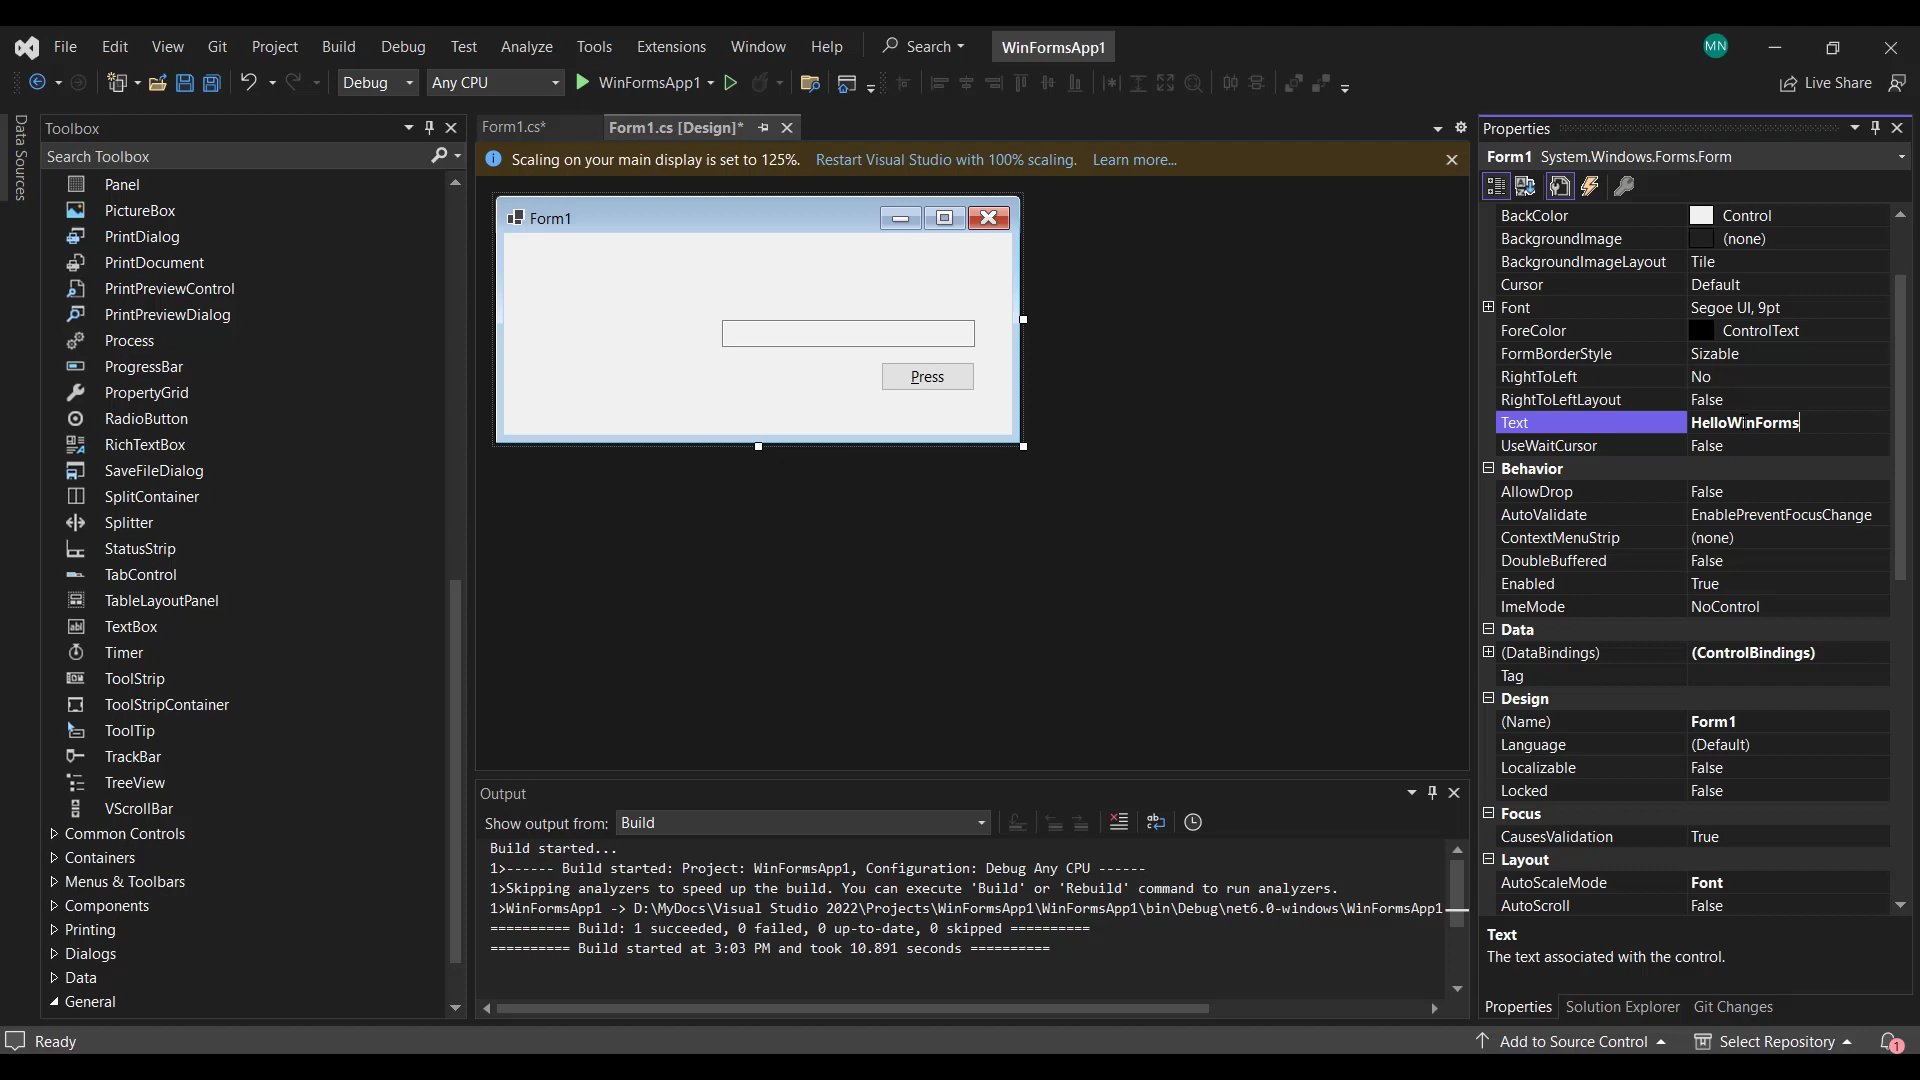 File Edit View Git Project Build Debug Test Analyze Tools Extensions Window Help Search WinFormsApp1 MN
Debug Any CPU WinFormsApp1 Live Share
Data Sources
Toolbox
Search Toolbox
Panel
PictureBox
PrintDialog
PrintDocument
PrintPreviewControl
PrintPreviewDialog
Process
ProgressBar
PropertyGrid
RadioButton
RichTextBox
SaveFileDialog
SplitContainer
Splitter
StatusStrip
TabControl
TableLayoutPanel
TextBox
Timer
ToolStrip
ToolStripContainer
ToolTip
TrackBar
TreeView
VScrollBar
Common Controls
Containers
Menus & Toolbars
Components
Printing
Dialogs
Data
General
Form1.cs* Form1.cs [Design]*
Scaling on your main display is set to 125%. Restart Visual Studio with 100% scaling. Learn more...
Form1
Press
Output
Show output from: Build
Build started...
1>------ Build started: Project: WinFormsApp1, Configuration: Debug Any CPU ------
1>Skipping analyzers to speed up the build. You can execute 'Build' or 'Rebuild' command to run analyzers.
1>WinFormsApp1 -> D:\MyDocs\Visual Studio 2022\Projects\WinFormsApp1\WinFormsApp1\bin\Debug\net6.0-windows\WinFormsApp1
========== Build: 1 succeeded, 0 failed, 0 up-to-date, 0 skipped ==========
========== Build started at 3:03 PM and took 10.891 seconds ==========
Properties
Form1 System.Windows.Forms.Form
BackColor Control
BackgroundImage (none)
BackgroundImageLayout Tile
Cursor Default
Font Segoe UI, 9pt
ForeColor ControlText
FormBorderStyle Sizable
RightToLeft No
RightToLeftLayout False
Text HelloWinForms
UseWaitCursor False
Behavior
AllowDrop False
AutoValidate EnablePreventFocusChange
ContextMenuStrip (none)
DoubleBuffered False
Enabled True
ImeMode NoControl
Data
(DataBindings) (ControlBindings)
Tag
Design
(Name) Form1
Language (Default)
Localizable False
Locked False
Focus
CausesValidation True
Layout
AutoScaleMode Font
AutoScroll False
Text
The text associated with the control.
Properties Solution Explorer Git Changes
Ready Add to Source Control Select Repository 1